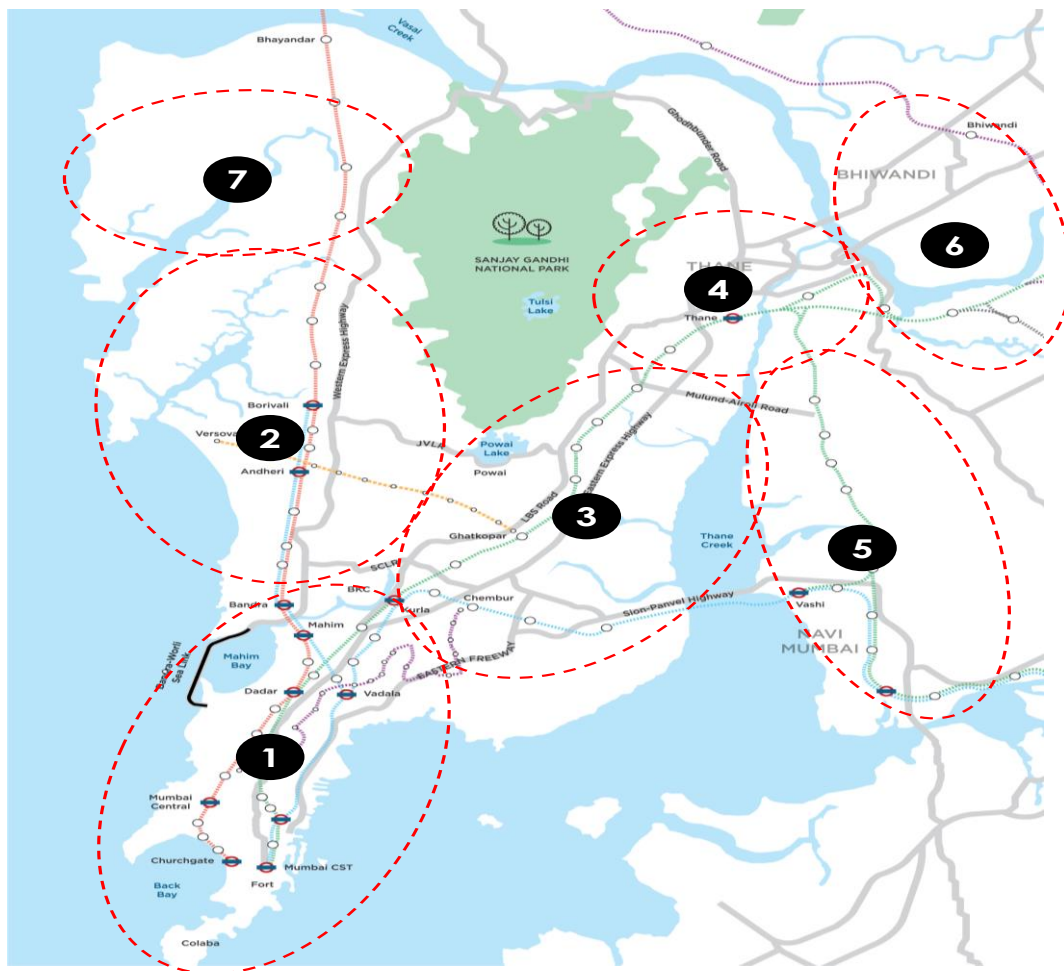 Vasai
Creek
Bhayandar
Ghodhbunder Road
Bhiwandi
BHIWANDI
7
SANJAY GANDHI
NATIONAL PARK
6
THANE
4
Tulsi
Lake
Thane
Western Express Highway
Borivali
Mulund-Airoli Road
Versova
2
JVLR
Powai
Lake
Andheri
Powai
Eastern Express Highway
LBS Road
3
Ghatkopar
Thane
Creek
5
SCLR
BKC
Chembur
Sion-Panvel Highway
Vashi
Bandra
Kurla
Mahim
NAVI
MUMBAI
Mahim
Bay
Bandra-Worli
Sea Link
EASTERN FREEWAY
Dadar
Vadala
1
Mumbai
Central
Churchgate
Mumbai CST
Back
Bay
Fort
Colaba